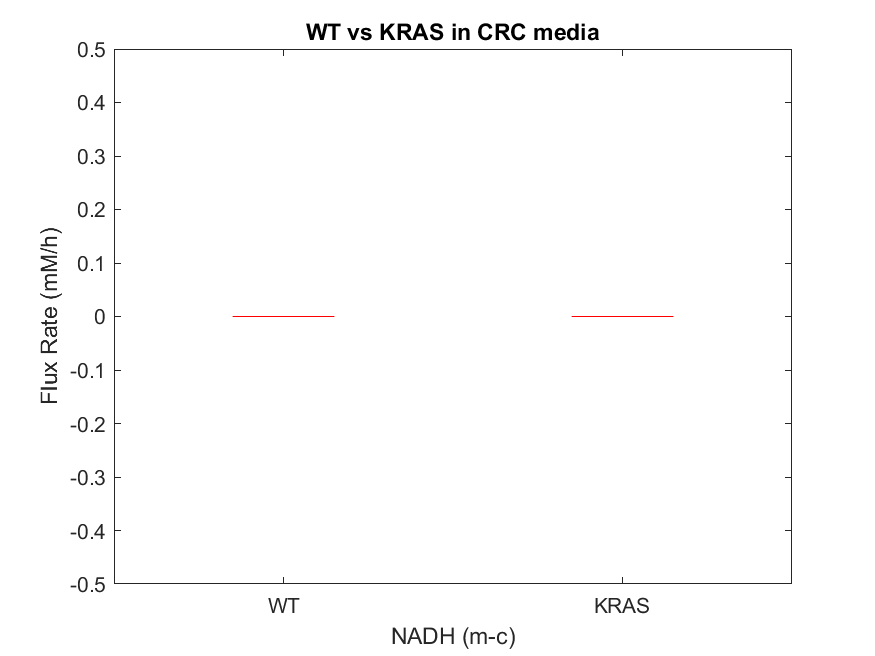 WT vs KRAS in CRC media
0.5
0.4
0.3
0.2
0.1
0
-0.1
-0.2
-0.3
-0.4
-0.5
Flux Rate (mM/h)
WT KRAS
NADH (m-c)